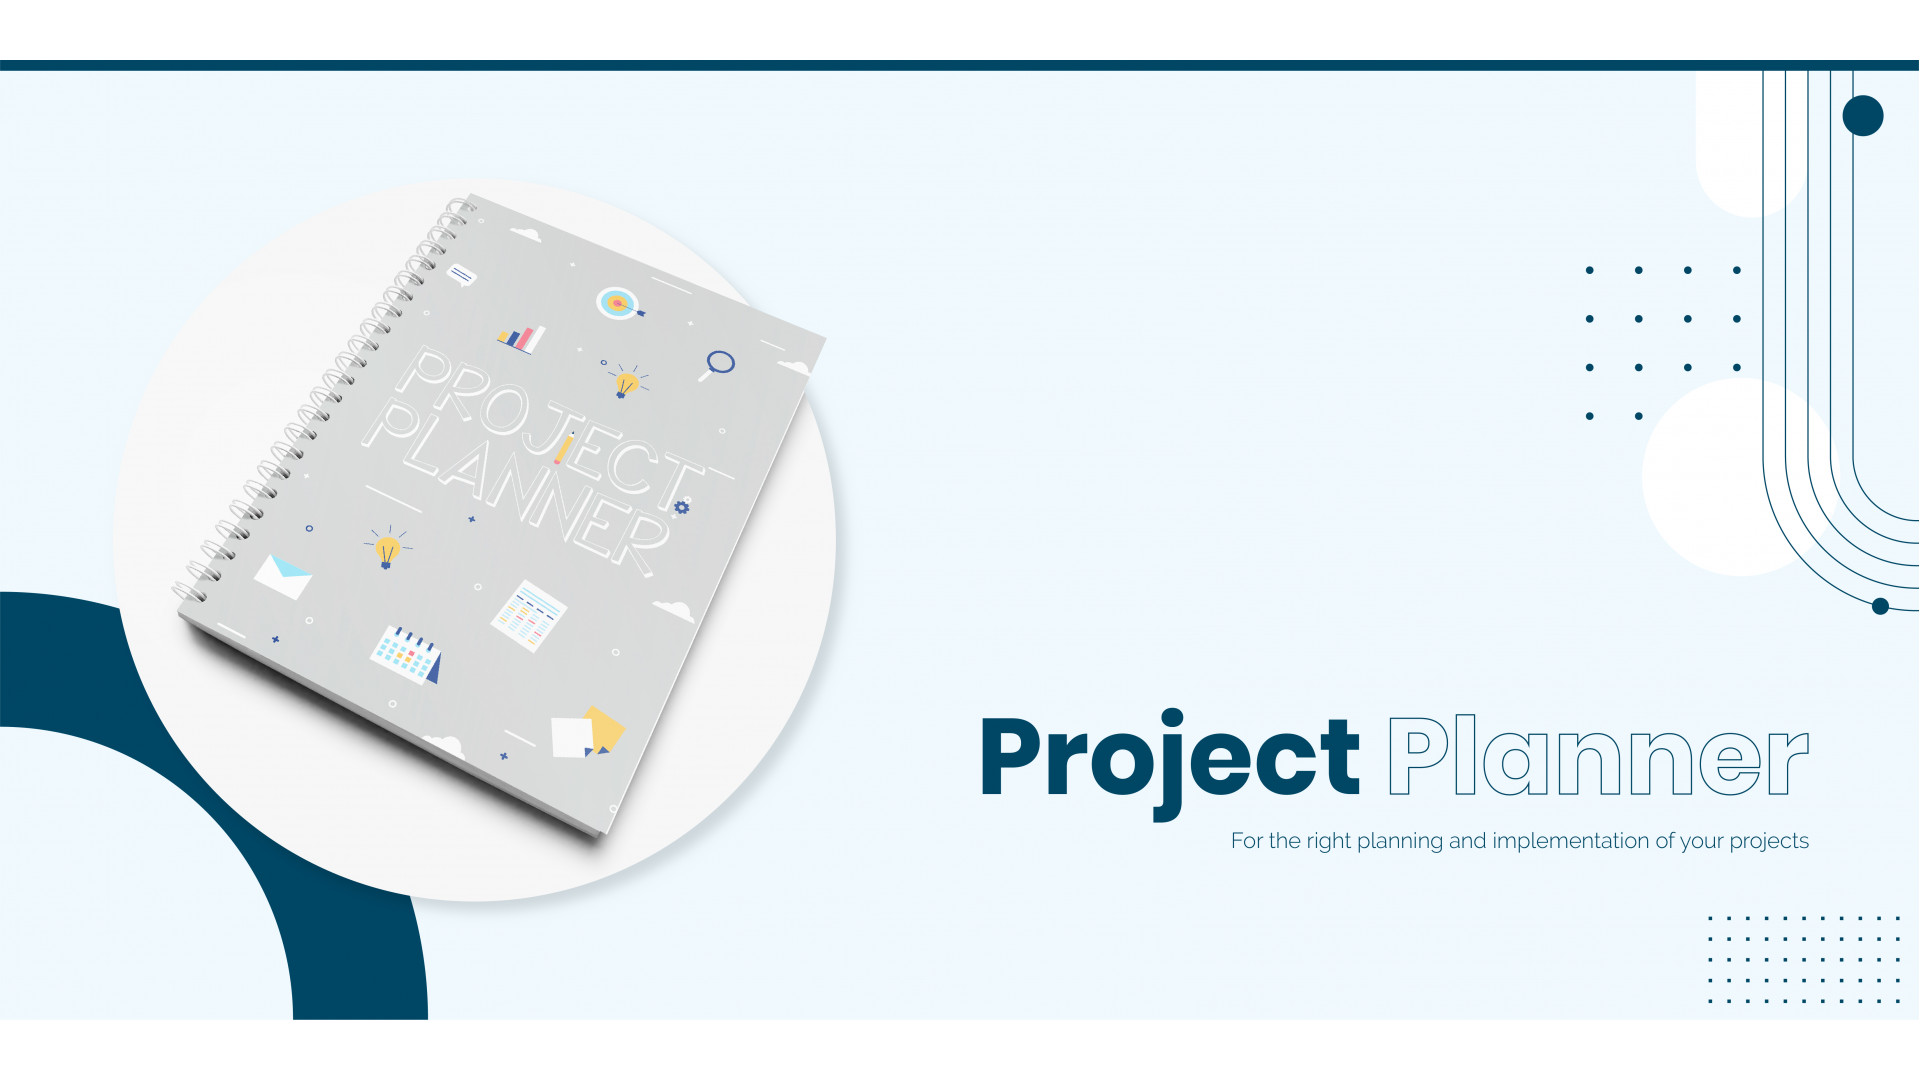 PROJECT
PLANNER
Project Planner
For the right planning and implementation of your projects